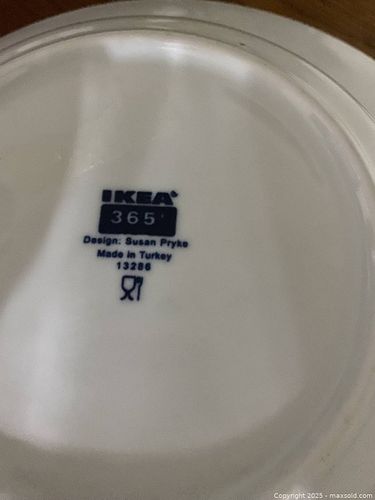 IKEA
365+
Design: Susan Pryke
Made in Turkey
13286
Copyright 2025 - maxsold.com